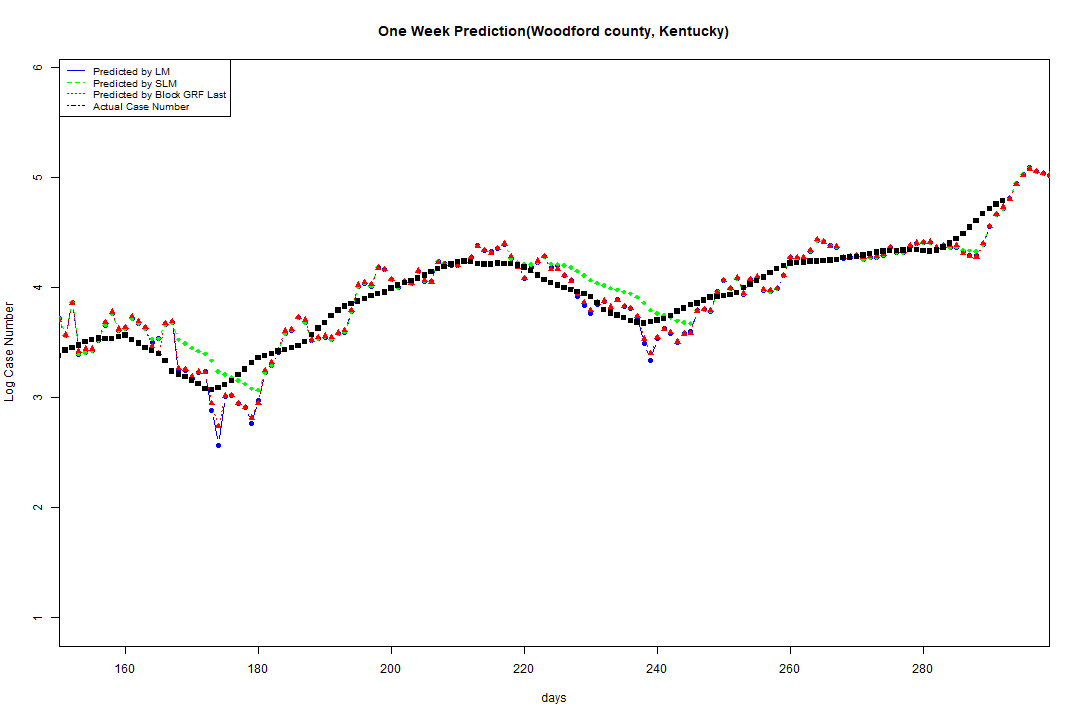 One Week Prediction(Woodford county, Kentucky)
6
5
4
3
2
1
Log Case Number
Predicted by LM
Predicted by SLM
Predicted by Block GRF Last
Actual Case Number
160 180 200 220 240 260 280
days